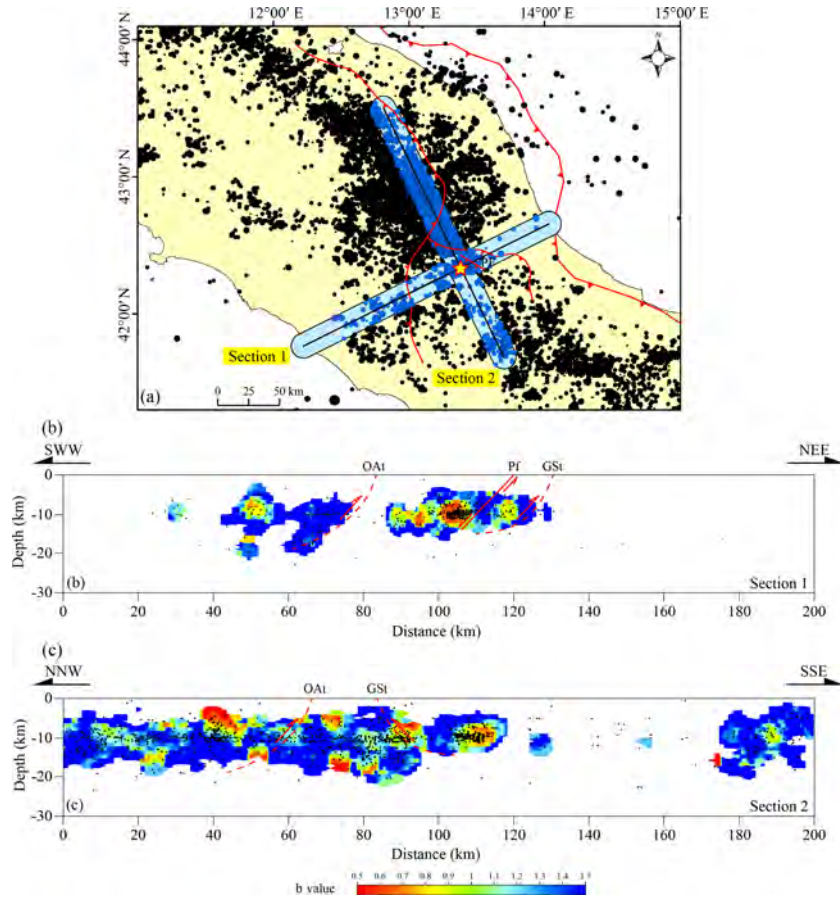 12°00′ E 13°00′ E 14°00′ E 15°00′ E
N
44°00′ N
43°00′ N
42°00′ N
Section 1
Section 2
(a)
0 25 50 km
(b)
SWW OAt Pf GSt NEE
0
-10
-20
-30
Depth (km)
(b)
Section 1
0 20 40 60 80 100 120 140 160 180 200
Distance (km)
(c)
NNW OAt GSt SSE
0
-10
-20
-30
Depth (km)
(c)
Section 2
0 20 40 60 80 100 120 140 160 180 200
Distance (km)
b value
0.5 0.6 0.7 0.8 0.9 1 1.1 1.2 1.3 1.4 1.5